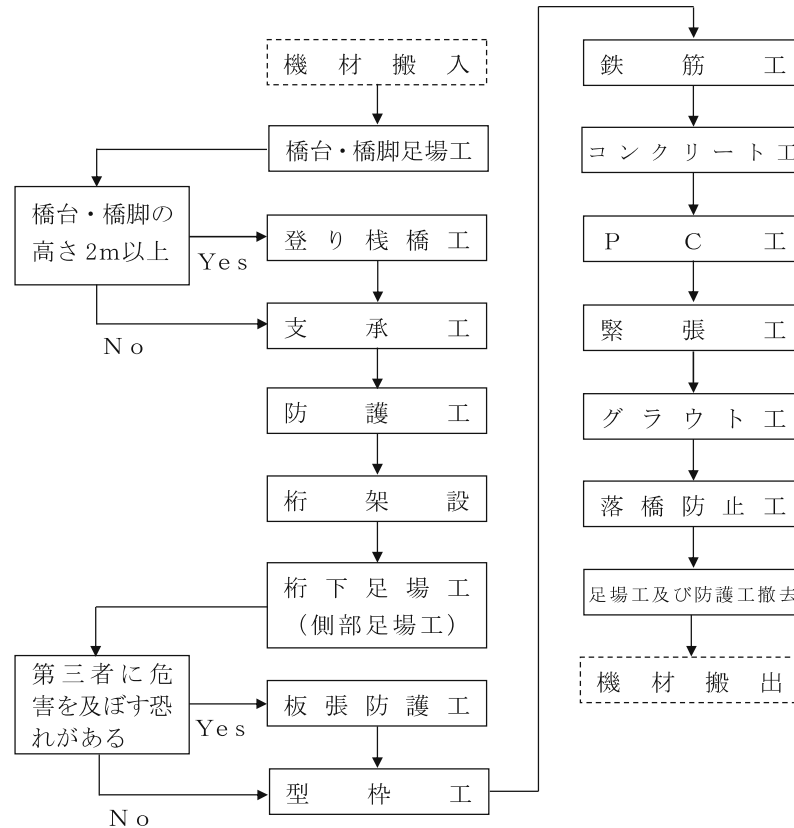 機材搬入
橋台・橋脚足場工
橋台・橋脚の
高さ2m以上
Yes
登り桟橋工
No
支承工
防護工
桁架設
桁下足場工
（側部足場工）
第三者に危
害を及ぼす恐
れがある
Yes
板張防護工
No
型枠工
鉄筋工
コンクリート工
PC工
緊張工
グラウト工
落橋防止工
足場工及び防護工撤去
機材搬出